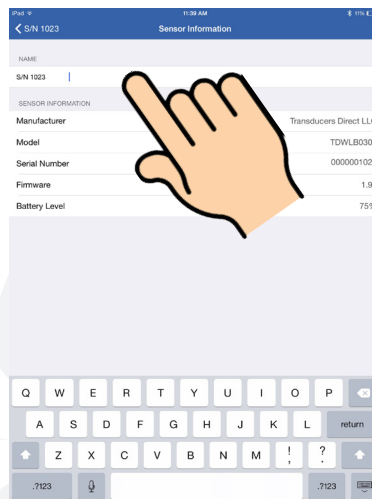 iPad 11:39 AM 11%
S/N 1023 Sensor Information
NAME
S/N 1023
SENSOR INFORMATION
Manufacturer Transducers Direct LLC
Model TDWLB030
Serial Number 000000102
Firmware 1.9
Battery Level 75%
Q W E R T Y U I O P
A S D F G H J K L return
Z X C V B N M ! , ? .
.?123 .?123